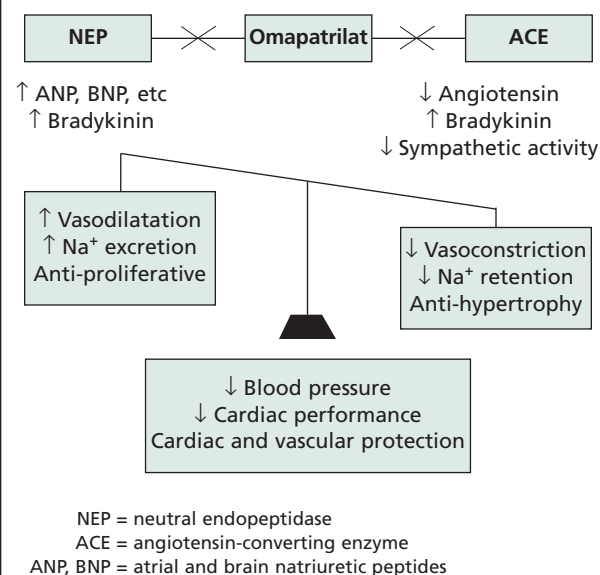 NEP
Omapatrilat
ACE
↑ ANP, BNP, etc
↑ Bradykinin
↓ Angiotensin
↑ Bradykinin
↓ Sympathetic activity
↑ Vasodilatation
↑ Na⁺ excretion
Anti-proliferative
↓ Vasoconstriction
↓ Na⁺ retention
Anti-hypertrophy
↓ Blood pressure
↓ Cardiac performance
Cardiac and vascular protection
NEP = neutral endopeptidase
ACE = angiotensin-converting enzyme
ANP, BNP = atrial and brain natriuretic peptides